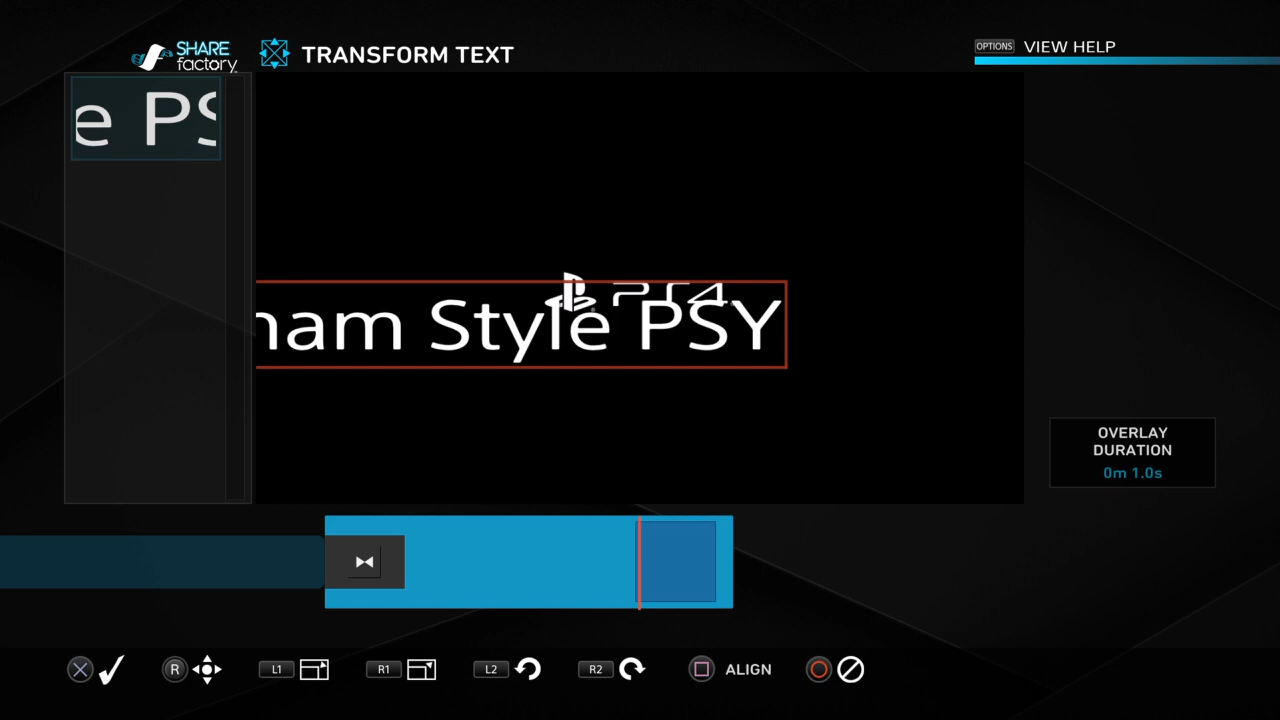 SHARE
factory
TRANSFORM TEXT
OPTIONS VIEW HELP
e PS
ham Style PSY
PS4
OVERLAY
DURATION
0m 1.0s
R
L1
R1
L2
R2
ALIGN